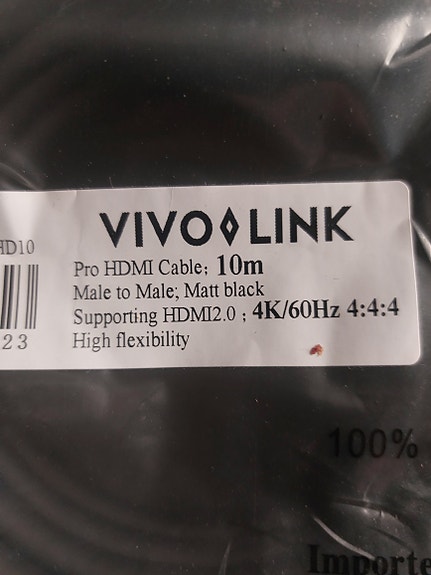 VIVO LINK
HD10
Pro HDMI Cable; 10m
Male to Male; Matt black
Supporting HDMI2.0 ; 4K/60Hz 4:4:4
23
High flexibility
100%
Importe